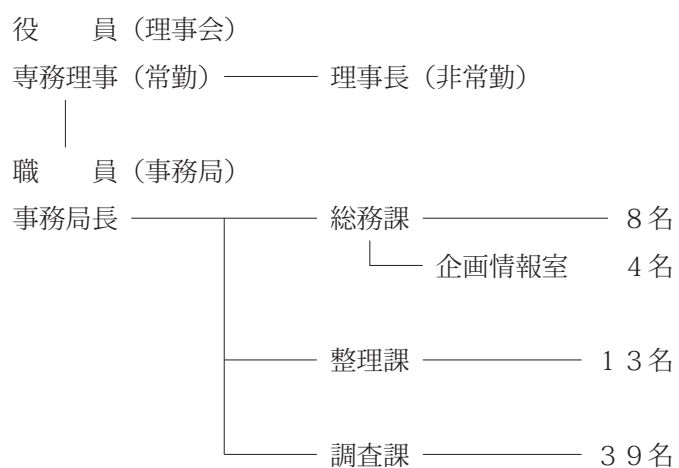 役　　員（理事会）
専務理事（常勤） 理事長（非常勤）
職　　員（事務局）
事務局長 総務課 ８名
企画情報室 ４名
整理課 １３名
調査課 ３９名